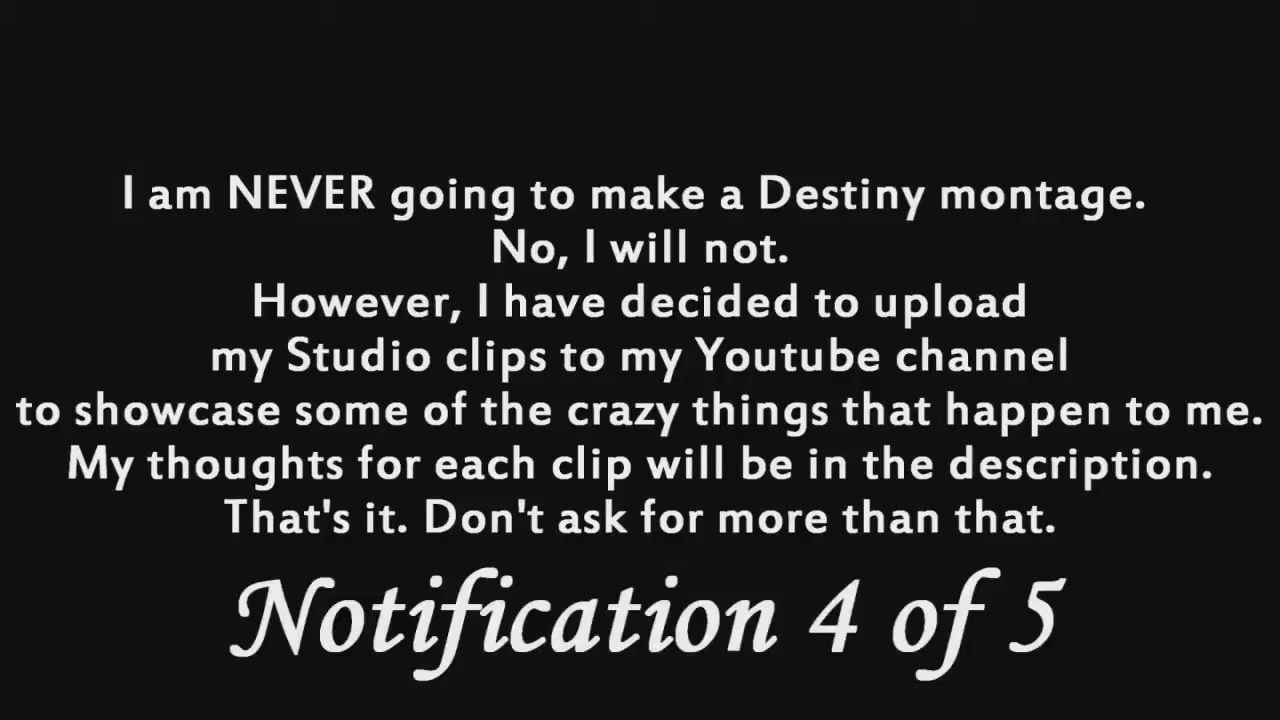 I am NEVER going to make a Destiny montage.
No, I will not.
However, I have decided to upload
my Studio clips to my Youtube channel
to showcase some of the crazy things that happen to me.
My thoughts for each clip will be in the description.
That's it. Don't ask for more than that.
Notification 4 of 5